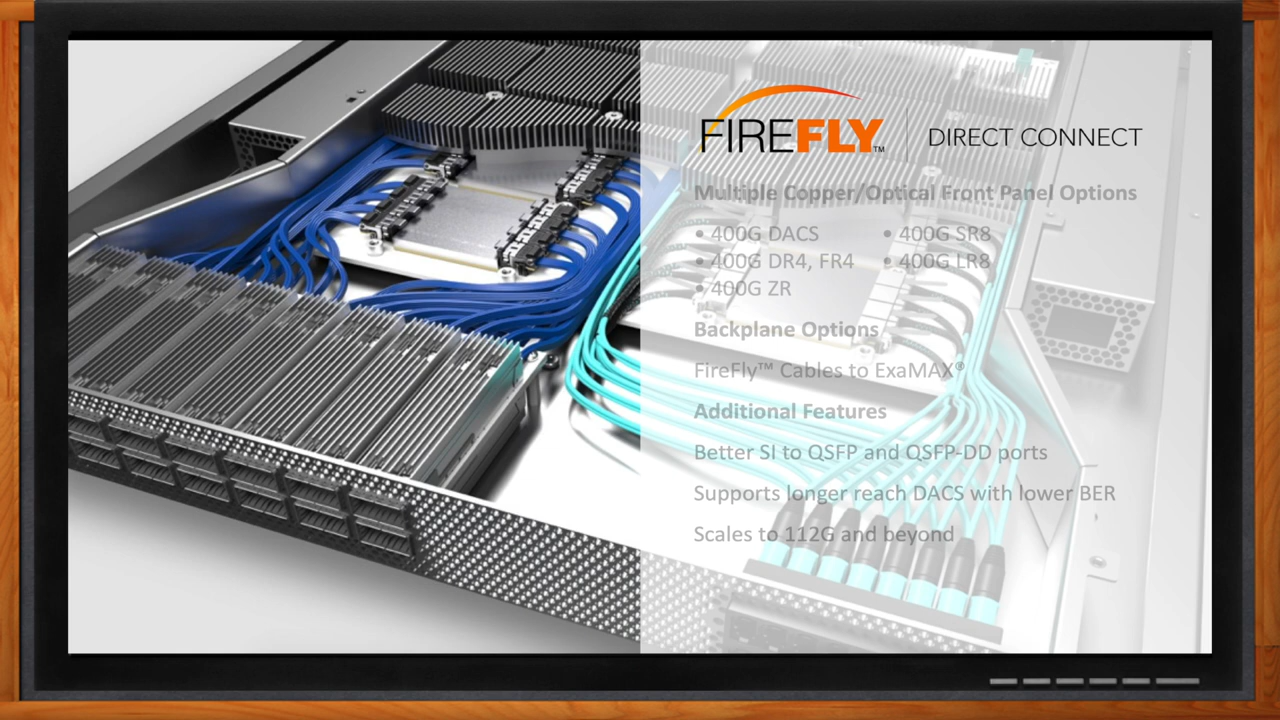 FIREFLY™ DIRECT CONNECT
Multiple Copper/Optical Front Panel Options
• 400G DACS • 400G SR8
• 400G DR4, FR4 • 400G LR8
• 400G ZR
Backplane Options
FireFly™ Cables to ExaMAX®
Additional Features
Better SI to QSFP and QSFP-DD ports
Supports longer reach DACS with lower BER
Scales to 112G and beyond